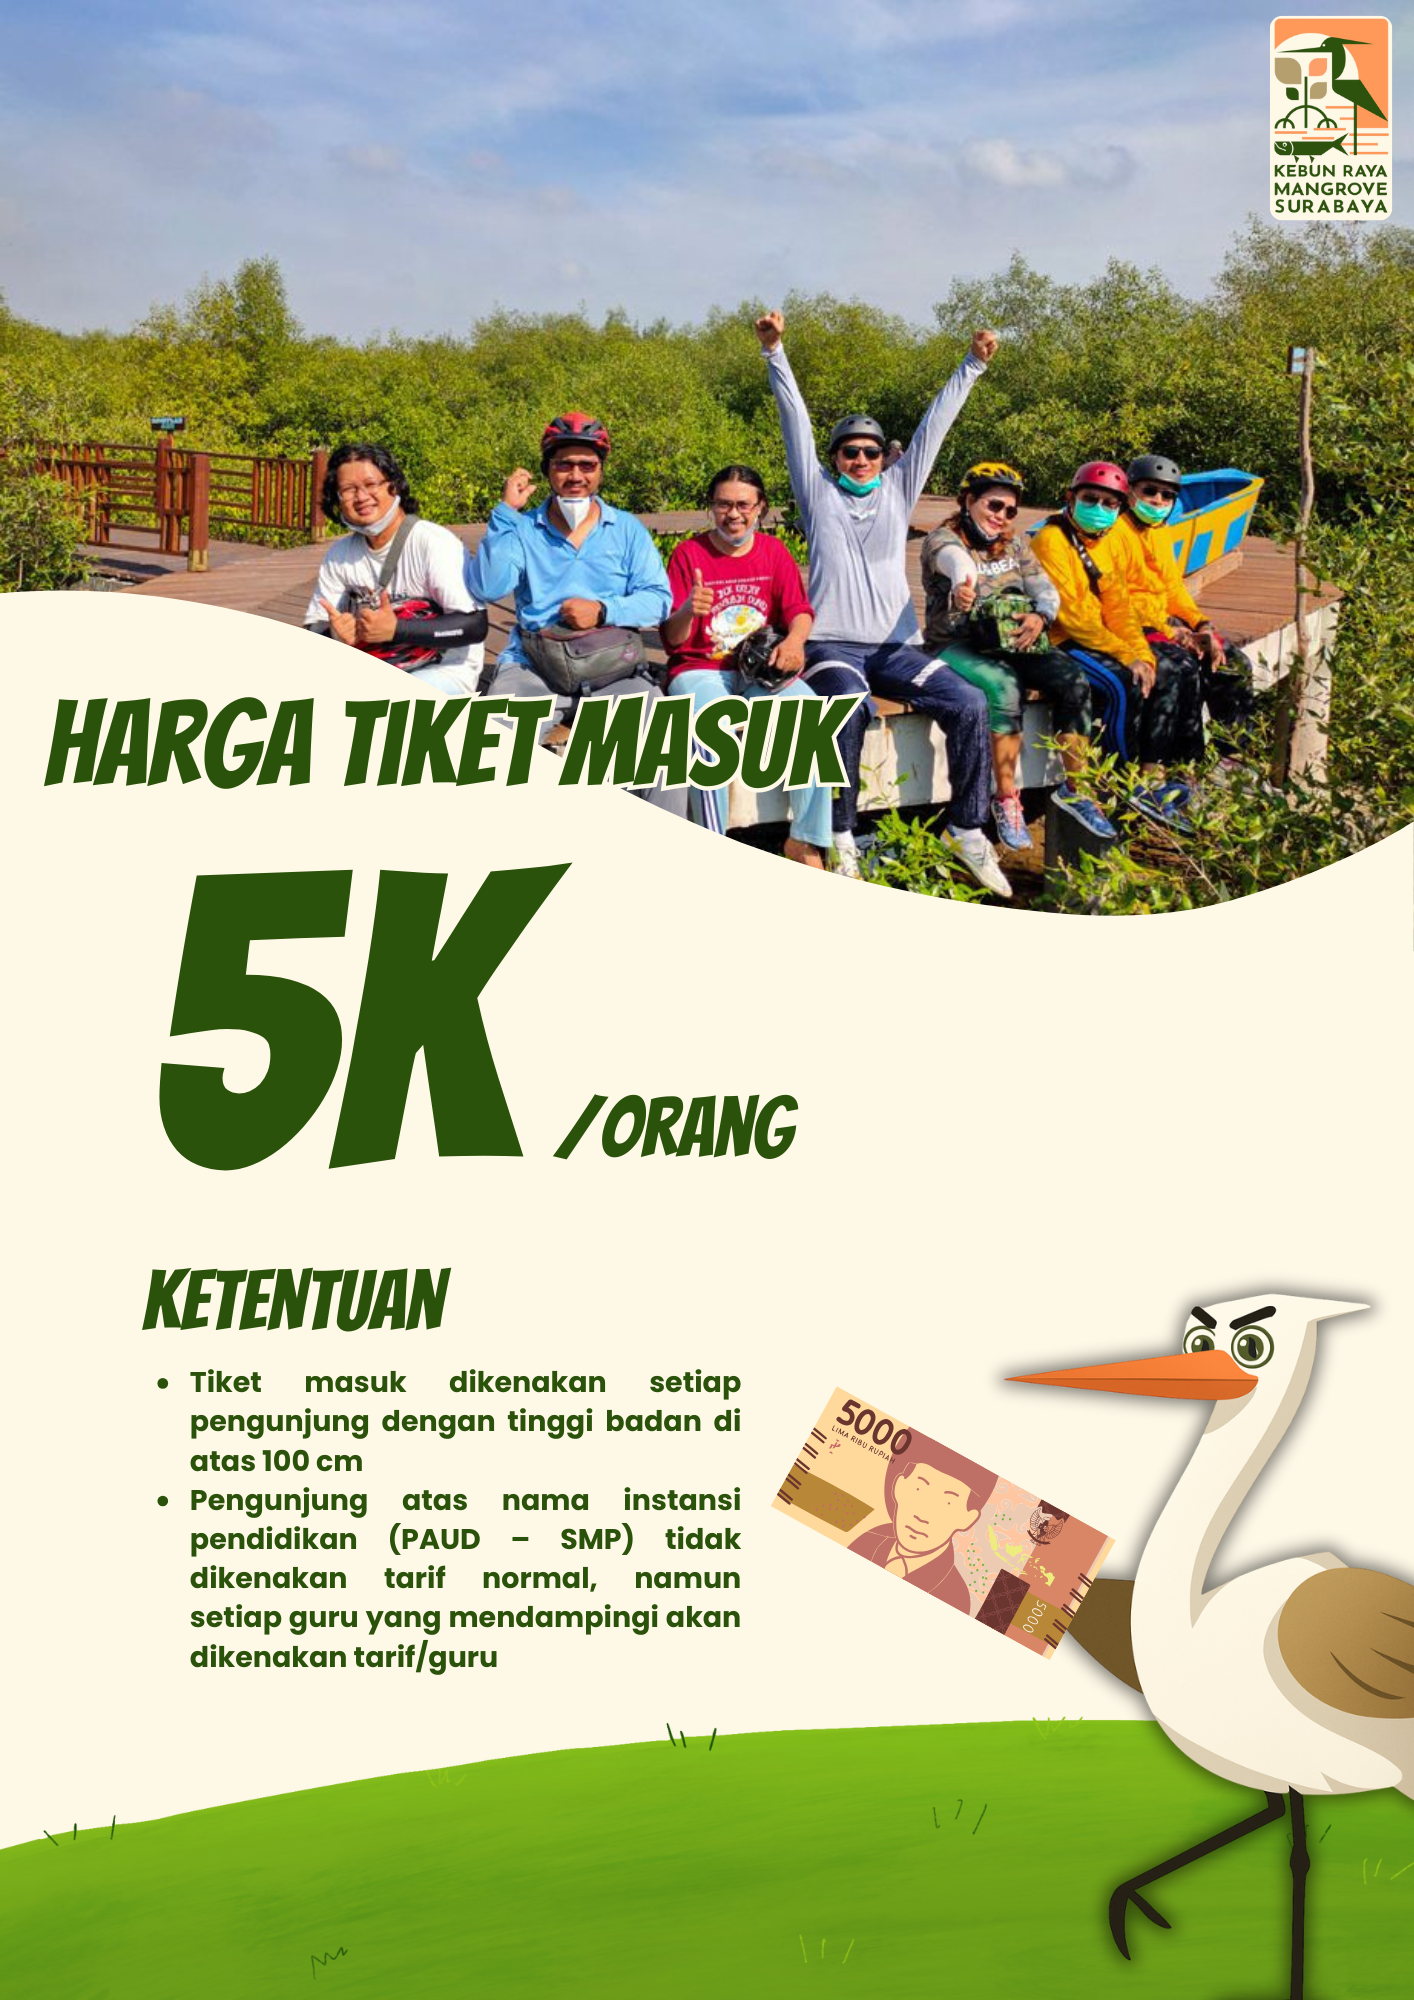 KEBUN RAYA
MANGROVE
SURABAYA
HARGA TIKET MASUK
5K /ORANG
KETENTUAN
• Tiket masuk dikenakan setiap
pengunjung dengan tinggi badan di
atas 100 cm
• Pengunjung atas nama instansi
pendidikan (PAUD – SMP) tidak
dikenakan tarif normal, namun
setiap guru yang mendampingi akan
dikenakan tarif/guru
5000
LIMA RIBU RUPIAH
5000